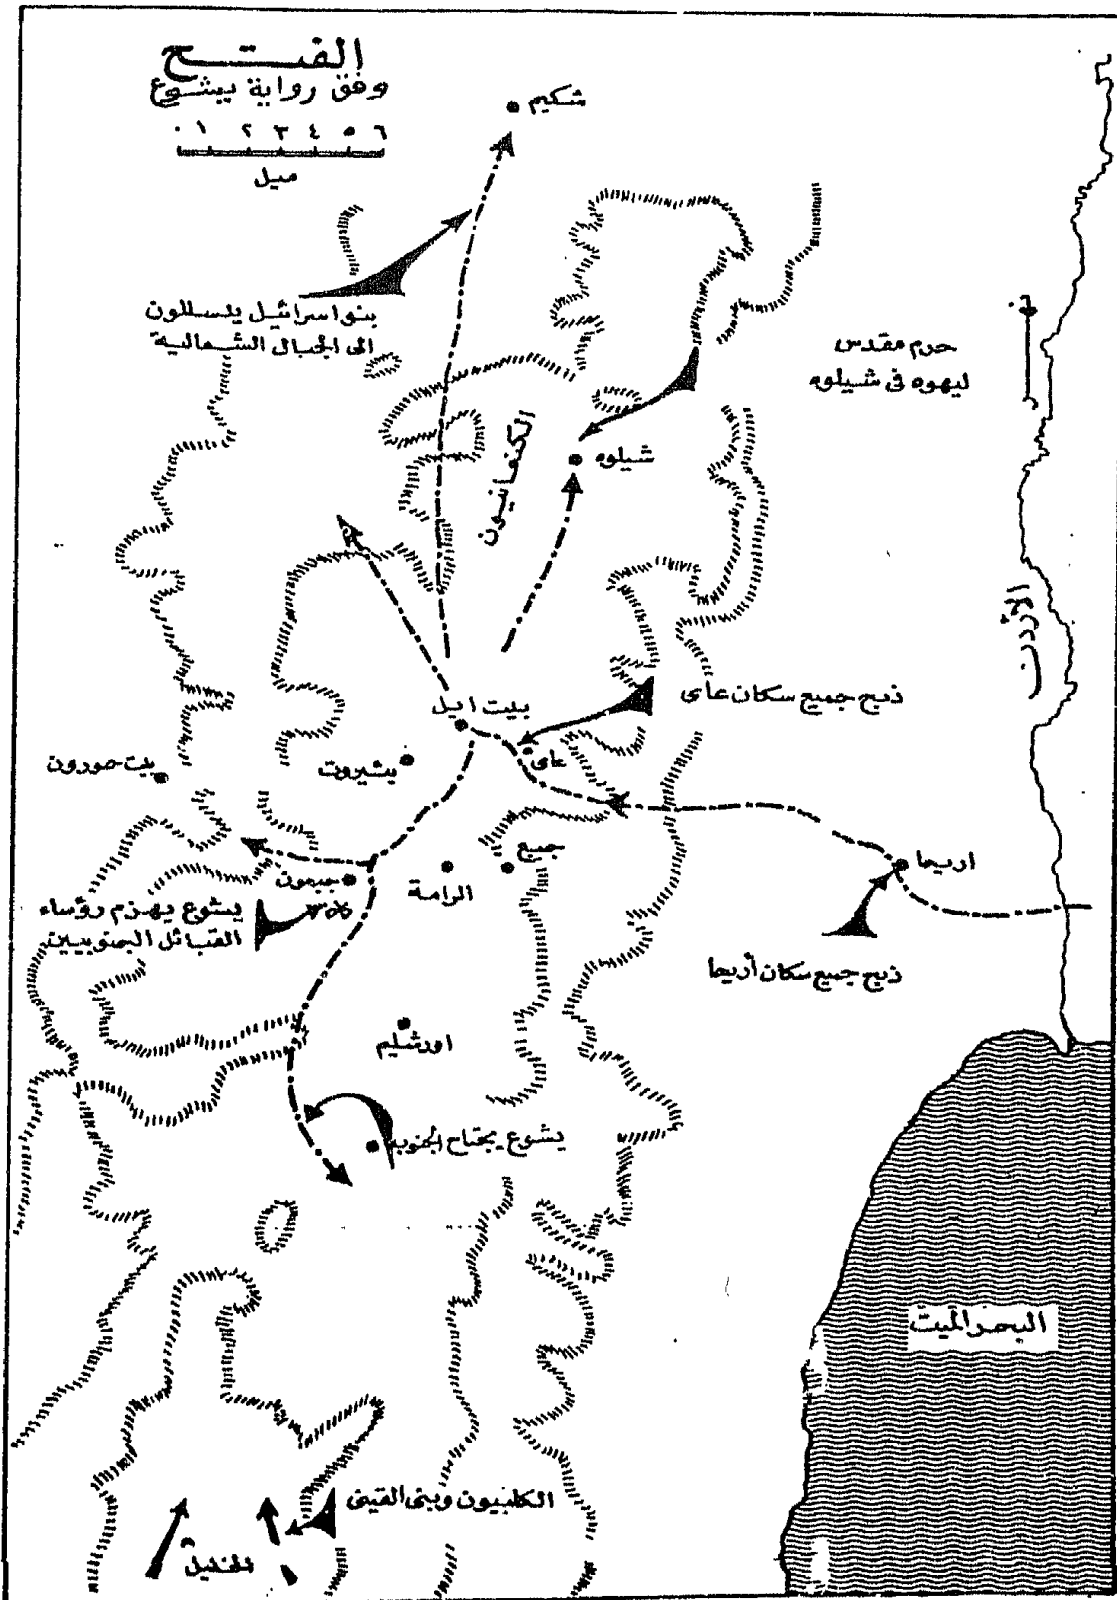 الفتح
وفق رواية يشوع
٠ ١ ٢ ٣ ٤ ٥ ٦
ميل
شكيم
بنو اسرائيل يتسللون
الى الجبال الشمالية
حرم مقدس
ليهوه فى شيلوه
ش
الكنعانيون
شيلوه
الأردن
ذبح جميع سكان عاى
بيت ايل
عاى
بئيروت
بيت حورون
اريحا
جبع
الرامة
جبعون
يشوع يهزم رؤساء
القبائل الجنوبيين
ذبح جميع سكان أريحا
اورشليم
يشوع يجتاح الجنوب
البحر الميت
الكلبيون وبنى القينى
الخليل